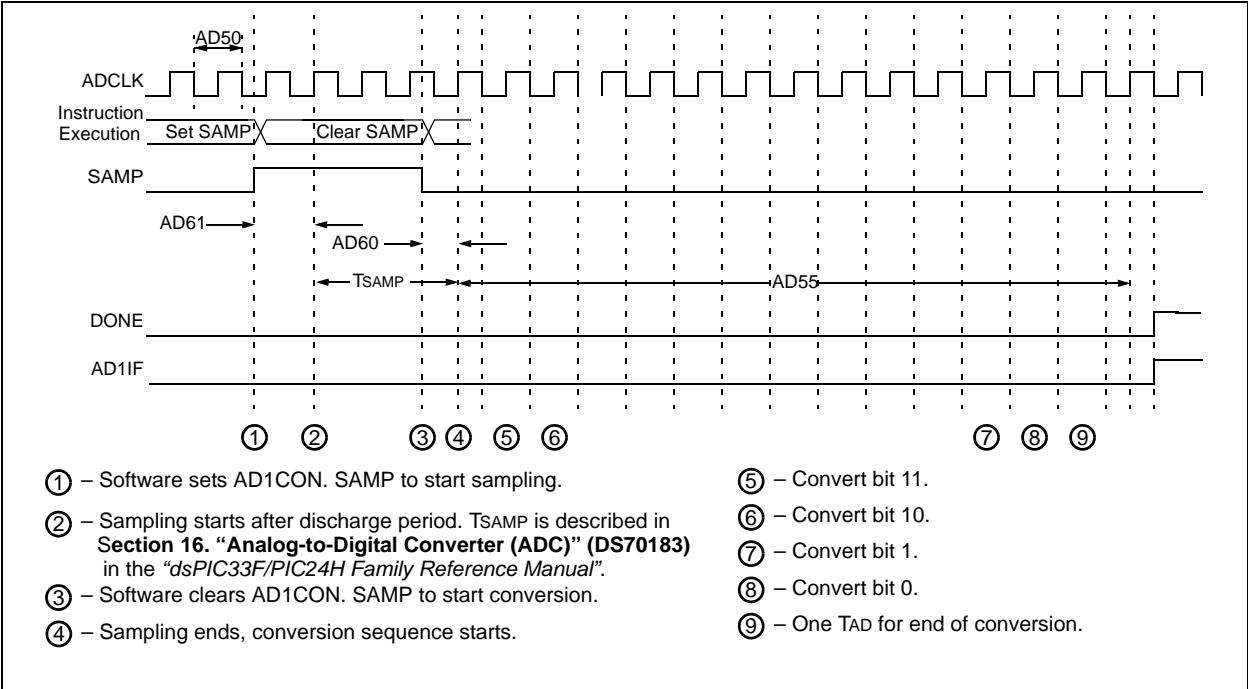 AD50
ADCLK
Instruction
Execution
Set SAMP
Clear SAMP
SAMP
AD61
AD60
TSAMP
AD55
DONE
AD1IF
1 2 3 4 5 6 7 8 9
1 – Software sets AD1CON. SAMP to start sampling.
2 – Sampling starts after discharge period. TSAMP is described in
Section 16. “Analog-to-Digital Converter (ADC)” (DS70183)
in the “dsPIC33F/PIC24H Family Reference Manual”.
3 – Software clears AD1CON. SAMP to start conversion.
4 – Sampling ends, conversion sequence starts.
5 – Convert bit 11.
6 – Convert bit 10.
7 – Convert bit 1.
8 – Convert bit 0.
9 – One TAD for end of conversion.